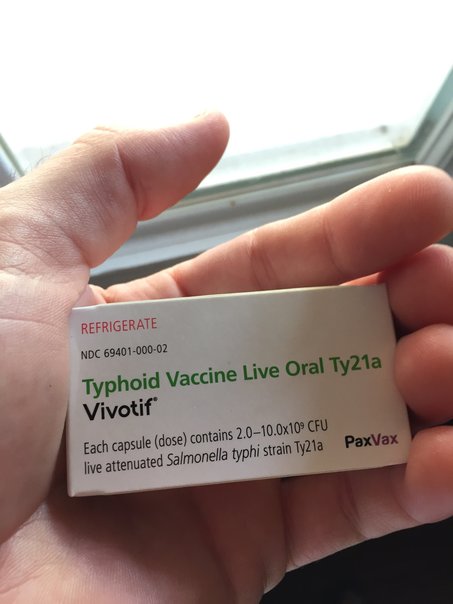 REFRIGERATE
NDC 69401-000-02
Typhoid Vaccine Live Oral Ty21a
Vivotif®
Each capsule (dose) contains 2.0–10.0x10⁹ CFU
live attenuated Salmonella typhi strain Ty21a
PaxVax